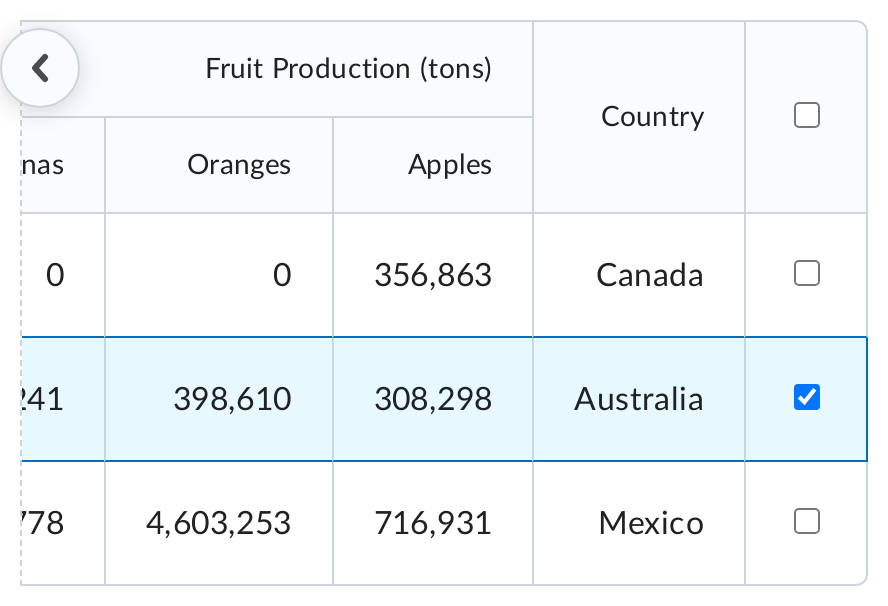 Fruit Production (tons)
Country
Oranges
Apples
0
0
356,863
Canada
398,610
308,298
Australia
4,603,253
716,931
Mexico